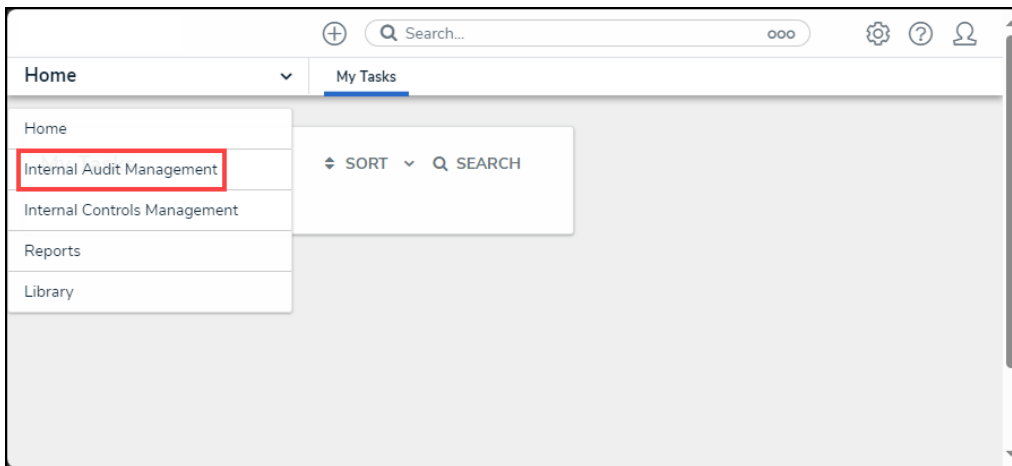 Search... ooo
Home
My Tasks
Home
Internal Audit Management
SORT
SEARCH
Internal Controls Management
Reports
Library